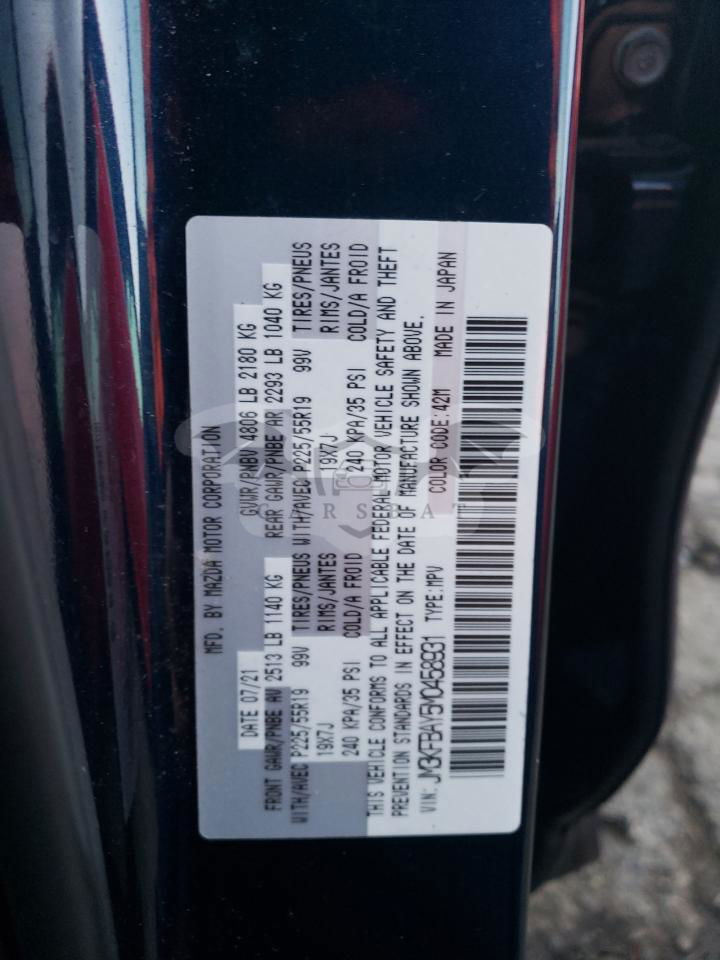 MFD. BY MAZDA MOTOR CORPORATION
DATE 07/21 GVWR/PNBV 4806 LB 2180 KG
FRONT GAWR/PNBE AV 2513 LB 1140 KG REAR GAWR/PNBE AR 2293 LB 1040 KG
WITH/AVEC P225/55R19 99V TIRES/PNEUS WITH/AVEC P225/55R19 99V TIRES/PNEUS
19X7J RIMS/JANTES 19X7J RIMS/JANTES
240 KPA/35 PSI COLD/A FROID 240 KPA/35 PSI COLD/A FROID
THIS VEHICLE CONFORMS TO ALL APPLICABLE FEDERAL MOTOR VEHICLE SAFETY AND THEFT
PREVENTION STANDARDS IN EFFECT ON THE DATE OF MANUFACTURE SHOWN ABOVE.
VIN: JM3KFBAY5M0458931 TYPE:MPV COLOR CODE:42M MADE IN JAPAN